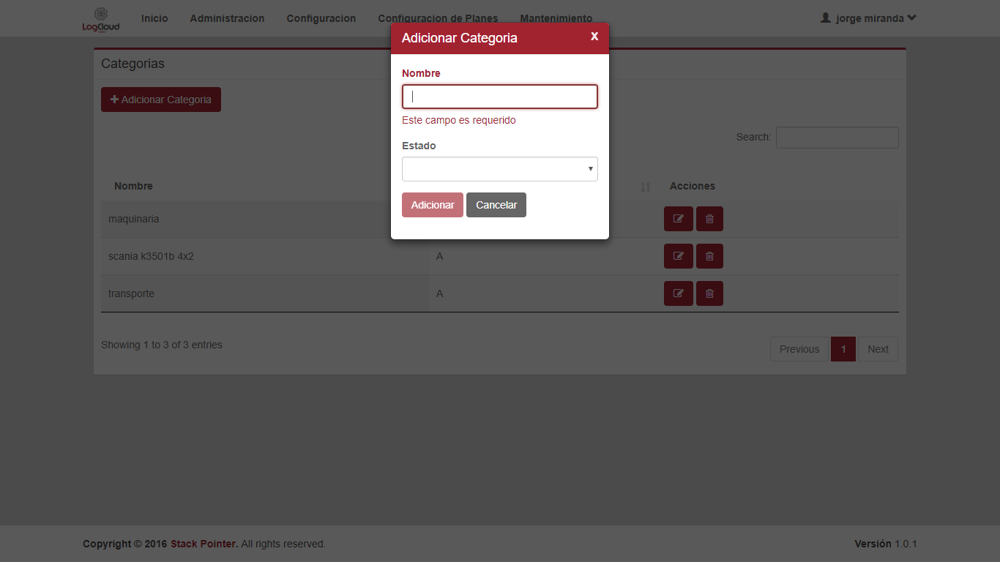 LogCloud
Inicio Administracion Configuracion Configuracion de Planes Mantenimiento jorge miranda
Adicionar Categoria X
Nombre
Este campo es requerido
Estado
Adicionar Cancelar
Categorias
Adicionar Categoria
Search:
Nombre Acciones
maquinaria
scania k3501b 4x2 A
transporte A
Showing 1 to 3 of 3 entries Previous 1 Next
Copyright © 2016 Stack Pointer. All rights reserved. Versión 1.0.1